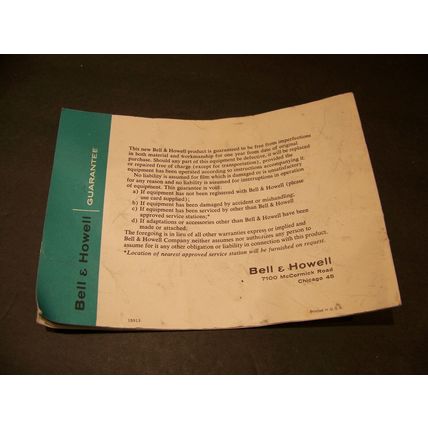 Bell & Howell | GUARANTEE
This new Bell & Howell product is guaranteed to be free from imperfections
in both material and workmanship for one year from date of original
purchase. Should any part of this equipment be defective, it will be replaced
or repaired free of charge (except for transportation), provided the
equipment has been operated according to instructions accompanying it.
No liability is assumed for film which is damaged or is unsatisfactory
for any reason and no liability is assumed for interruptions in operation
of equipment. This guarantee is void:
a) If equipment has not been registered with Bell & Howell (please
use card supplied);
b) If equipment has been damaged by accident or mishandling;
c) If equipment has been serviced by other than Bell & Howell
approved service stations;*
d) If adaptations or accessories other than Bell & Howell have been
made or attached.
The foregoing is in lieu of all other warranties express or implied and
Bell & Howell Company neither assumes nor authorizes any person to
assume for it any other obligation or liability in connection with this product.
*Location of nearest approved service station will be furnished on request.
Bell & Howell
7100 McCormick Road
Chicago 45
15913
Printed in U.S.A.